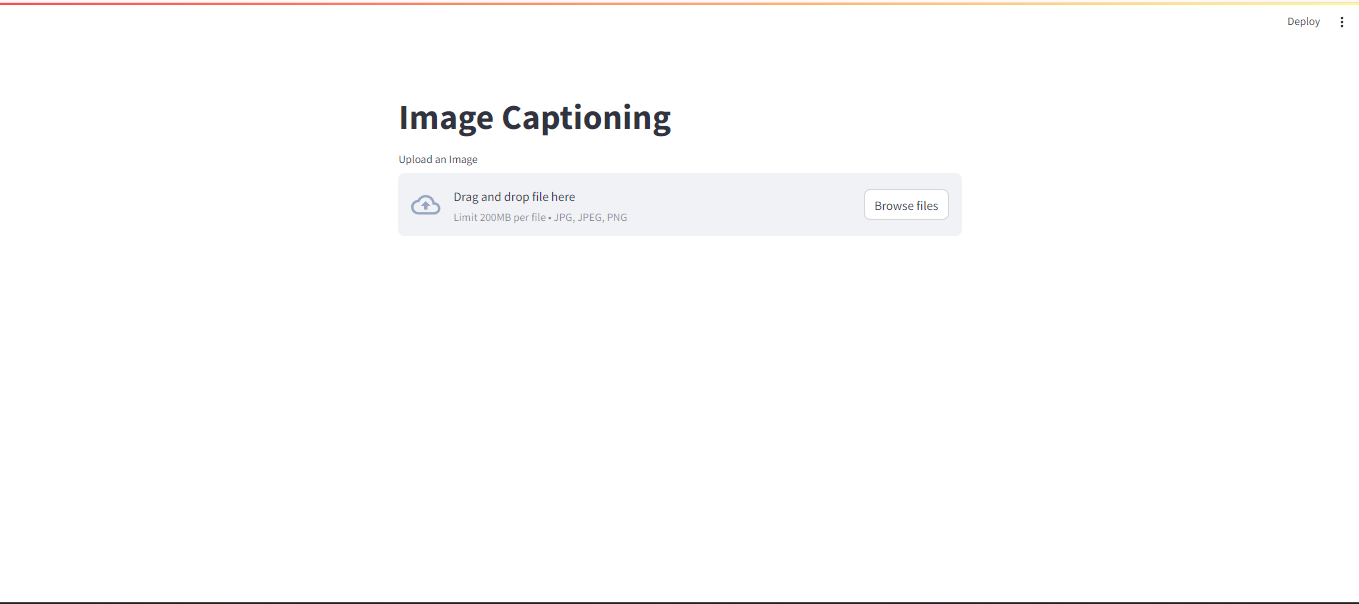 Deploy
Image Captioning
Upload an Image
Drag and drop file here
Limit 200MB per file • JPG, JPEG, PNG
Browse files